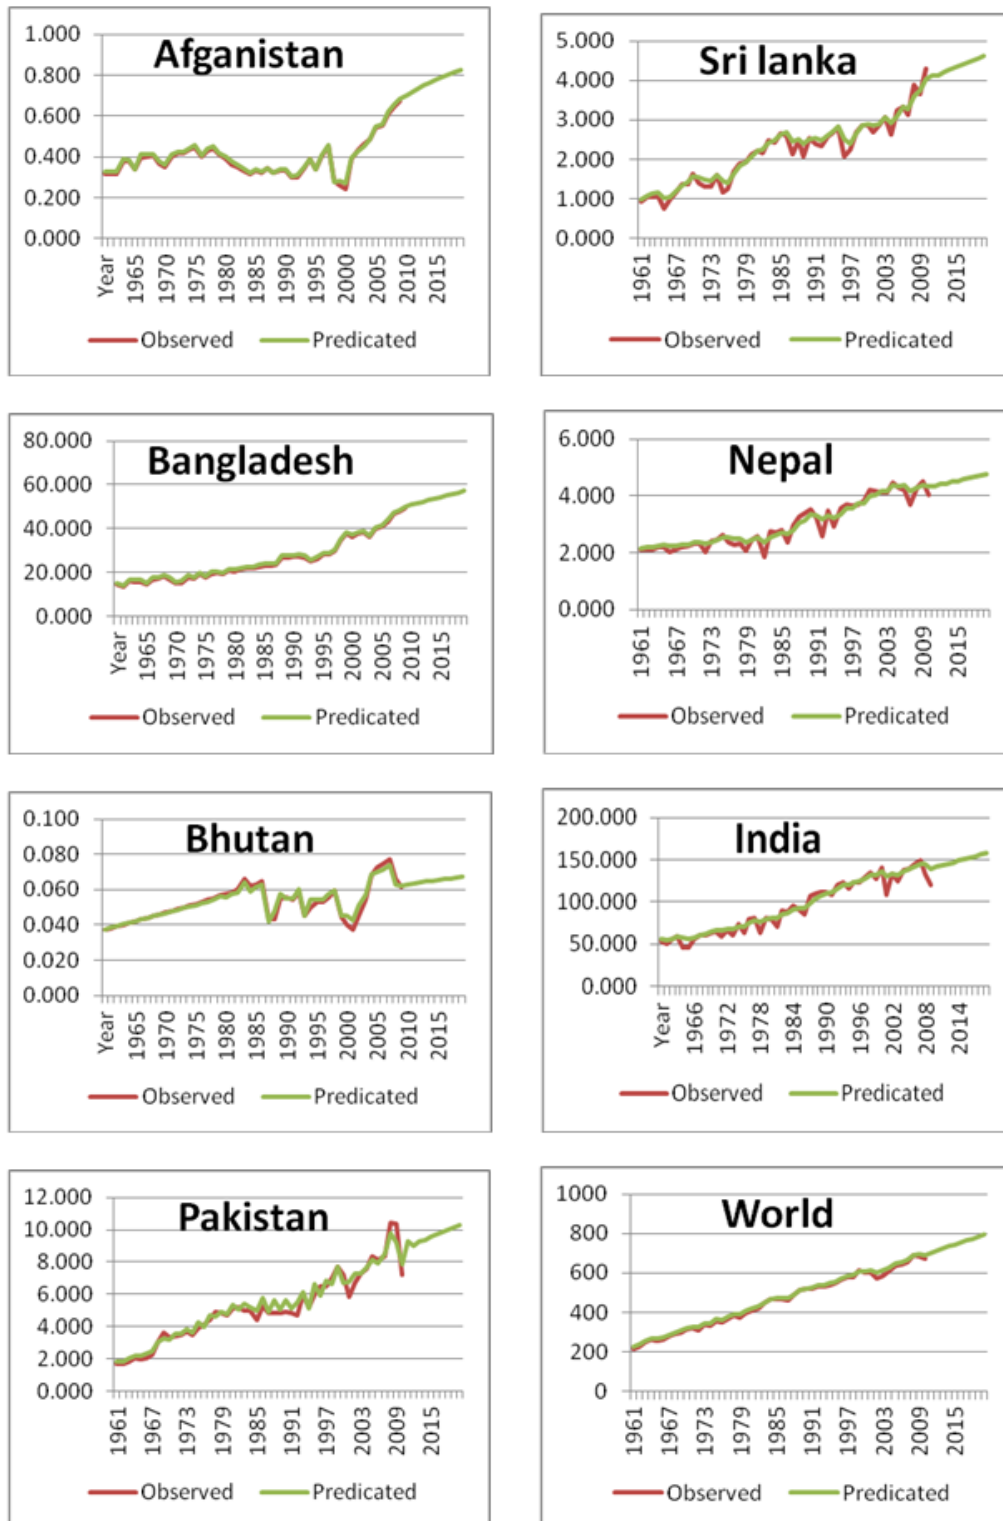 Afganistan
1.000
0.800
0.600
0.400
0.200
0.000
Year 1965 1970 1975 1980 1985 1990 1995 2000 2005 2010 2015
Observed Predicated
Sri lanka
5.000
4.000
3.000
2.000
1.000
0.000
1961 1967 1973 1979 1985 1991 1997 2003 2009 2015
Observed Predicated
Bangladesh
80.000
60.000
40.000
20.000
0.000
Year 1965 1970 1975 1980 1985 1990 1995 2000 2005 2010 2015
Observed Predicated
Nepal
6.000
4.000
2.000
0.000
1961 1967 1973 1979 1985 1991 1997 2003 2009 2015
Observed Predicated
Bhutan
0.100
0.080
0.060
0.040
0.020
0.000
Year 1965 1970 1975 1980 1985 1990 1995 2000 2005 2010 2015
Observed Predicated
India
200.000
150.000
100.000
50.000
0.000
Year 1966 1972 1978 1984 1990 1996 2002 2008 2014
Observed Predicated
Pakistan
12.000
10.000
8.000
6.000
4.000
2.000
0.000
1961 1967 1973 1979 1985 1991 1997 2003 2009 2015
Observed Predicated
World
1000
800
600
400
200
0
1961 1967 1973 1979 1985 1991 1997 2003 2009 2015
Observed Predicated